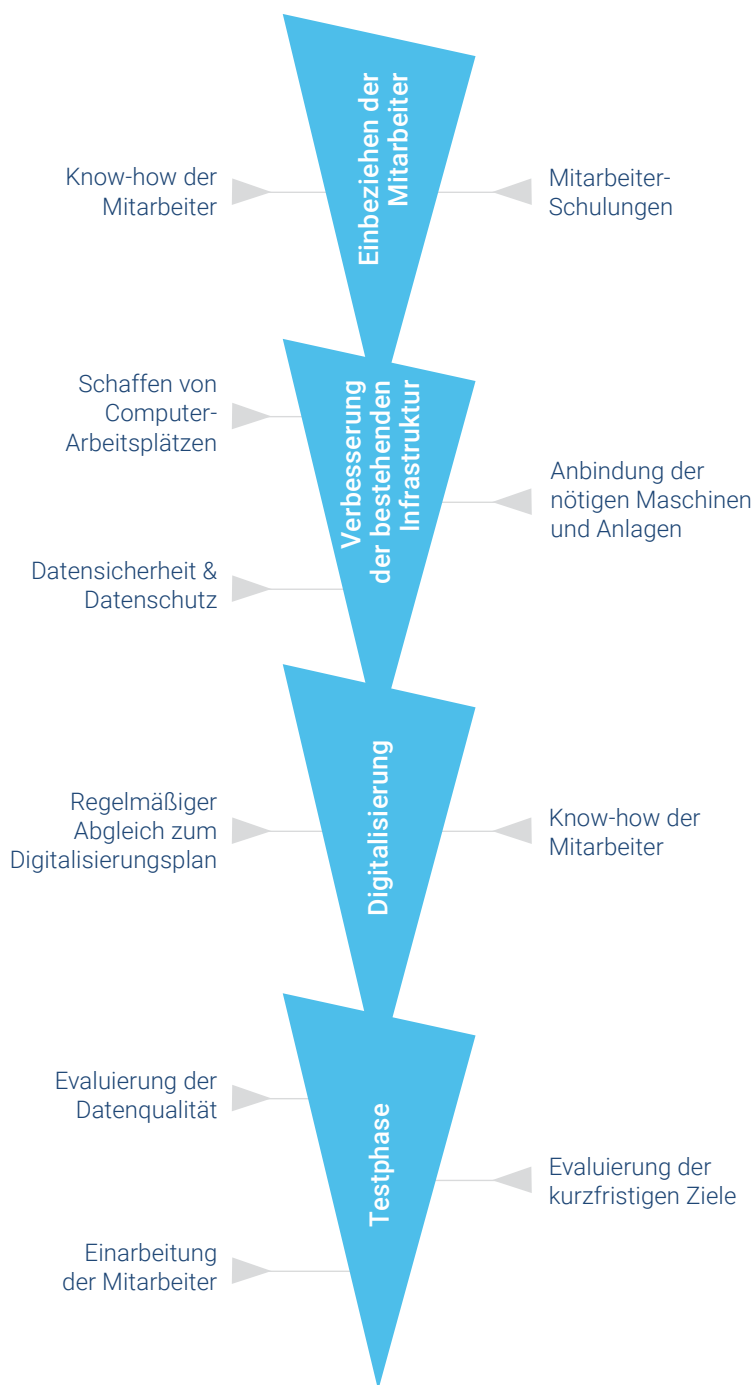 Einbeziehen der
Mitarbeiter
Know-how der
Mitarbeiter
Mitarbeiter-
Schulungen
Verbesserung
der bestehenden
Infrastruktur
Schaffen von
Computer-
Arbeitsplätzen
Anbindung der
nötigen Maschinen
und Anlagen
Datensicherheit &
Datenschutz
Digitalisierung
Regelmäßiger
Abgleich zum
Digitalisierungsplan
Know-how der
Mitarbeiter
Testphase
Evaluierung der
Datenqualität
Evaluierung der
kurzfristigen Ziele
Einarbeitung
der Mitarbeiter